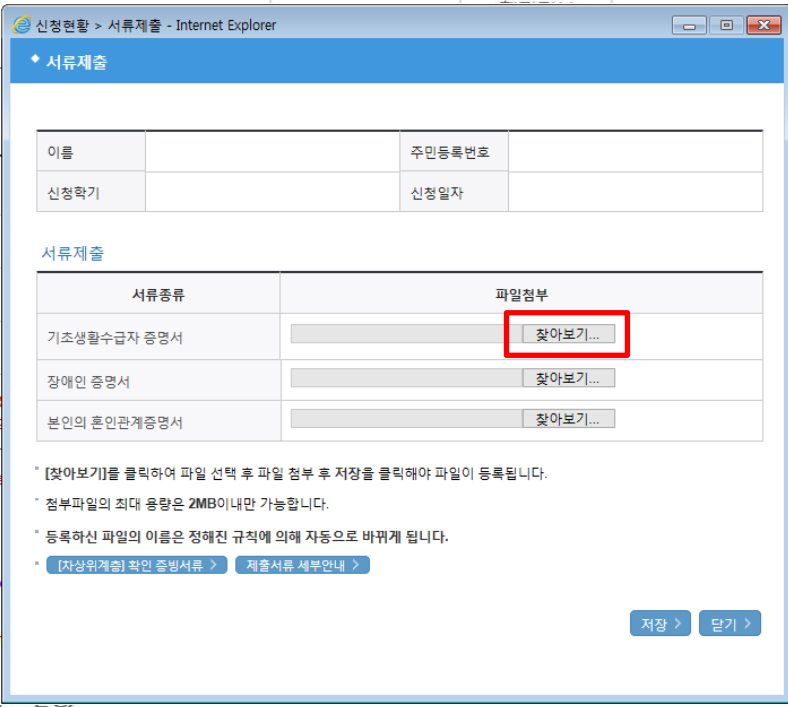 신청현황 > 서류제출 - Internet Explorer
서류제출
이름 주민등록번호
신청학기 신청일자
서류제출
서류종류 파일첨부
기초생활수급자 증명서 찾아보기...
장애인 증명서 찾아보기...
본인의 혼인관계증명서 찾아보기...
[찾아보기]를 클릭하여 파일 선택 후 파일 첨부 후 저장을 클릭해야 파일이 등록됩니다.
첨부파일의 최대 용량은 2MB이내만 가능합니다.
등록하신 파일의 이름은 정해진 규칙에 의해 자동으로 바뀌게 됩니다.
[차상위계층] 확인 증빙서류 > 제출서류 세부안내 >
저장 > 닫기 >